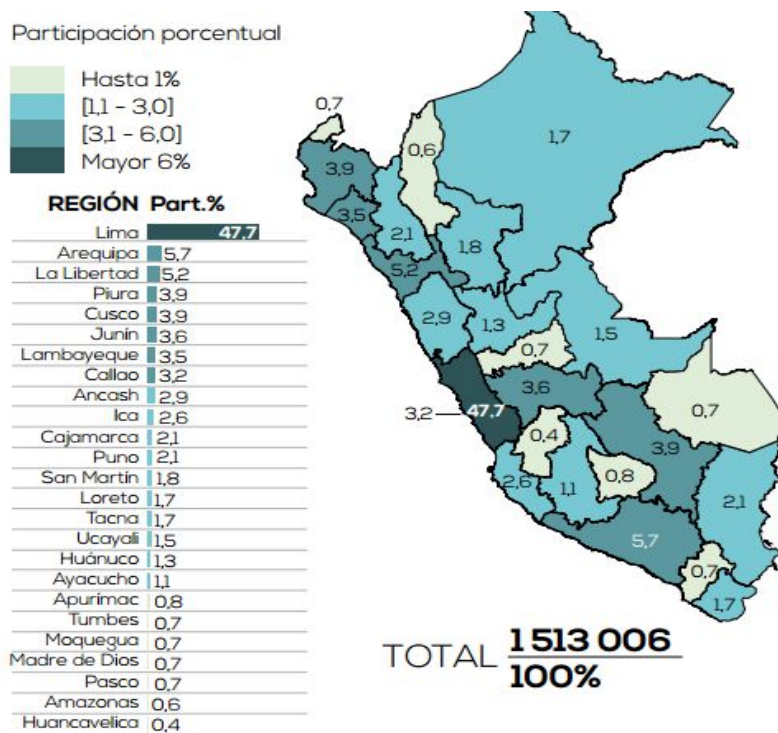 Participación porcentual
Hasta 1%
[1,1 - 3,0]
[3,1 - 6,0]
Mayor 6%
REGIÓN Part.%
Lima 47,7
Arequipa 5,7
La Libertad 5,2
Piura 3,9
Cusco 3,9
Junín 3,6
Lambayeque 3,5
Callao 3,2
Ancash 2,9
Ica 2,6
Cajamarca 2,1
Puno 2,1
San Martín 1,8
Loreto 1,7
Tacna 1,7
Ucayali 1,5
Huánuco 1,3
Ayacucho 1,1
Apurímac 0,8
Tumbes 0,7
Moquegua 0,7
Madre de Dios 0,7
Pasco 0,7
Amazonas 0,6
Huancavelica 0,4
0,7
1,7
0,6
3,9
3,5
2,1
1,8
5,2
2,9
1,3
1,5
0,7
3,6
0,7
3,2
47,7
0,4
3,9
2,6
1,1
0,8
2,1
5,7
0,7
1,7
TOTAL 1 513 006
100%